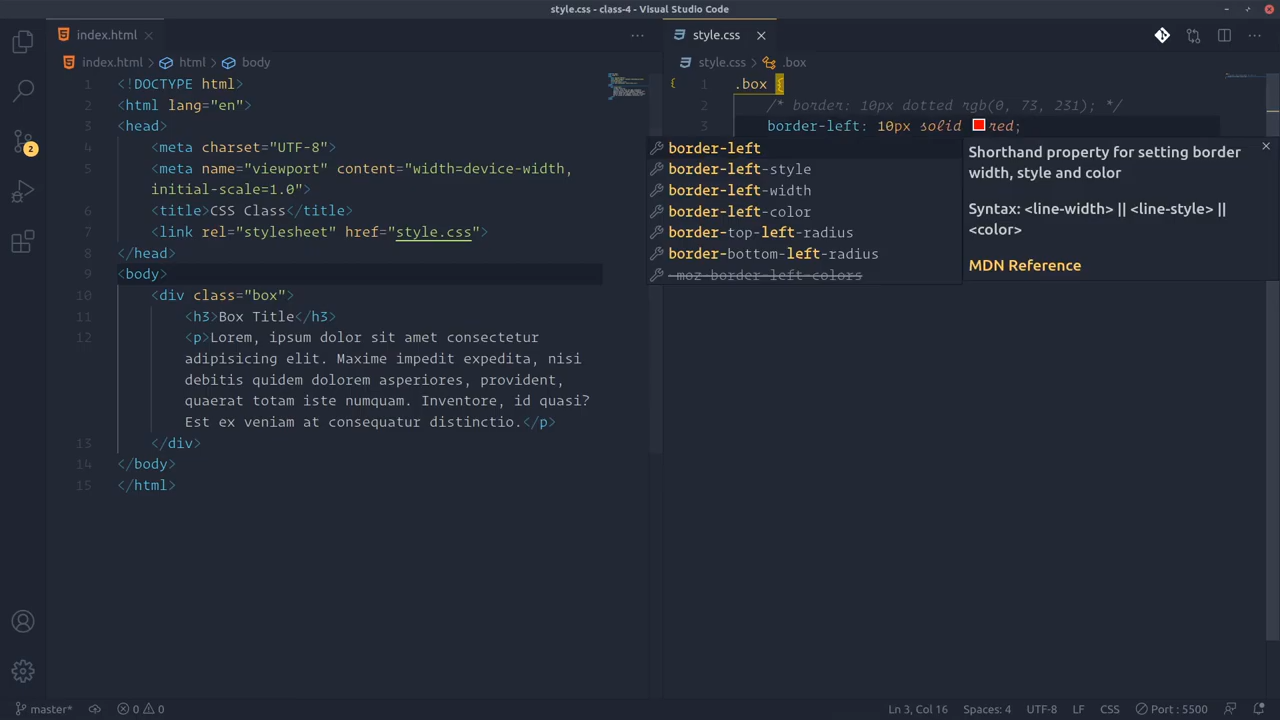 style.css - class-4 - Visual Studio Code
index.html
style.css
index.html > html > body
style.css > .box
1 <!DOCTYPE html>
2 <html lang="en">
3 <head>
4 <meta charset="UTF-8">
5 <meta name="viewport" content="width=device-width,
initial-scale=1.0">
6 <title>CSS Class</title>
7 <link rel="stylesheet" href="style.css">
8 </head>
9 <body>
10 <div class="box">
11 <h3>Box Title</h3>
12 <p>Lorem, ipsum dolor sit amet consectetur
adipisicing elit. Maxime impedit expedita, nisi
debitis quidem dolorem asperiores, provident,
quaerat totam iste numquam. Inventore, id quasi?
Est ex veniam at consequatur distinctio.</p>
13 </div>
14 </body>
15 </html>
{ 1 .box {
2 /* border: 10px dotted rgb(0, 73, 231); */
3 border-left: 10px solid red;
border-left
border-left-style
border-left-width
border-left-color
border-top-left-radius
border-bottom-left-radius
-moz-border-left-colors
Shorthand property for setting border
width, style and color
Syntax: <line-width> || <line-style> ||
<color>
MDN Reference
2
master*
0 0
Ln 3, Col 16
Spaces: 4
UTF-8
LF
CSS
Port : 5500